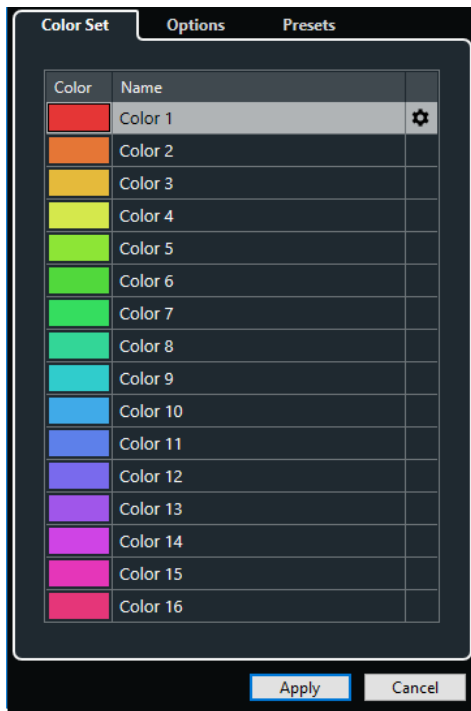 Color Set Options Presets
Color Name
Color 1
Color 2
Color 3
Color 4
Color 5
Color 6
Color 7
Color 8
Color 9
Color 10
Color 11
Color 12
Color 13
Color 14
Color 15
Color 16
Apply Cancel